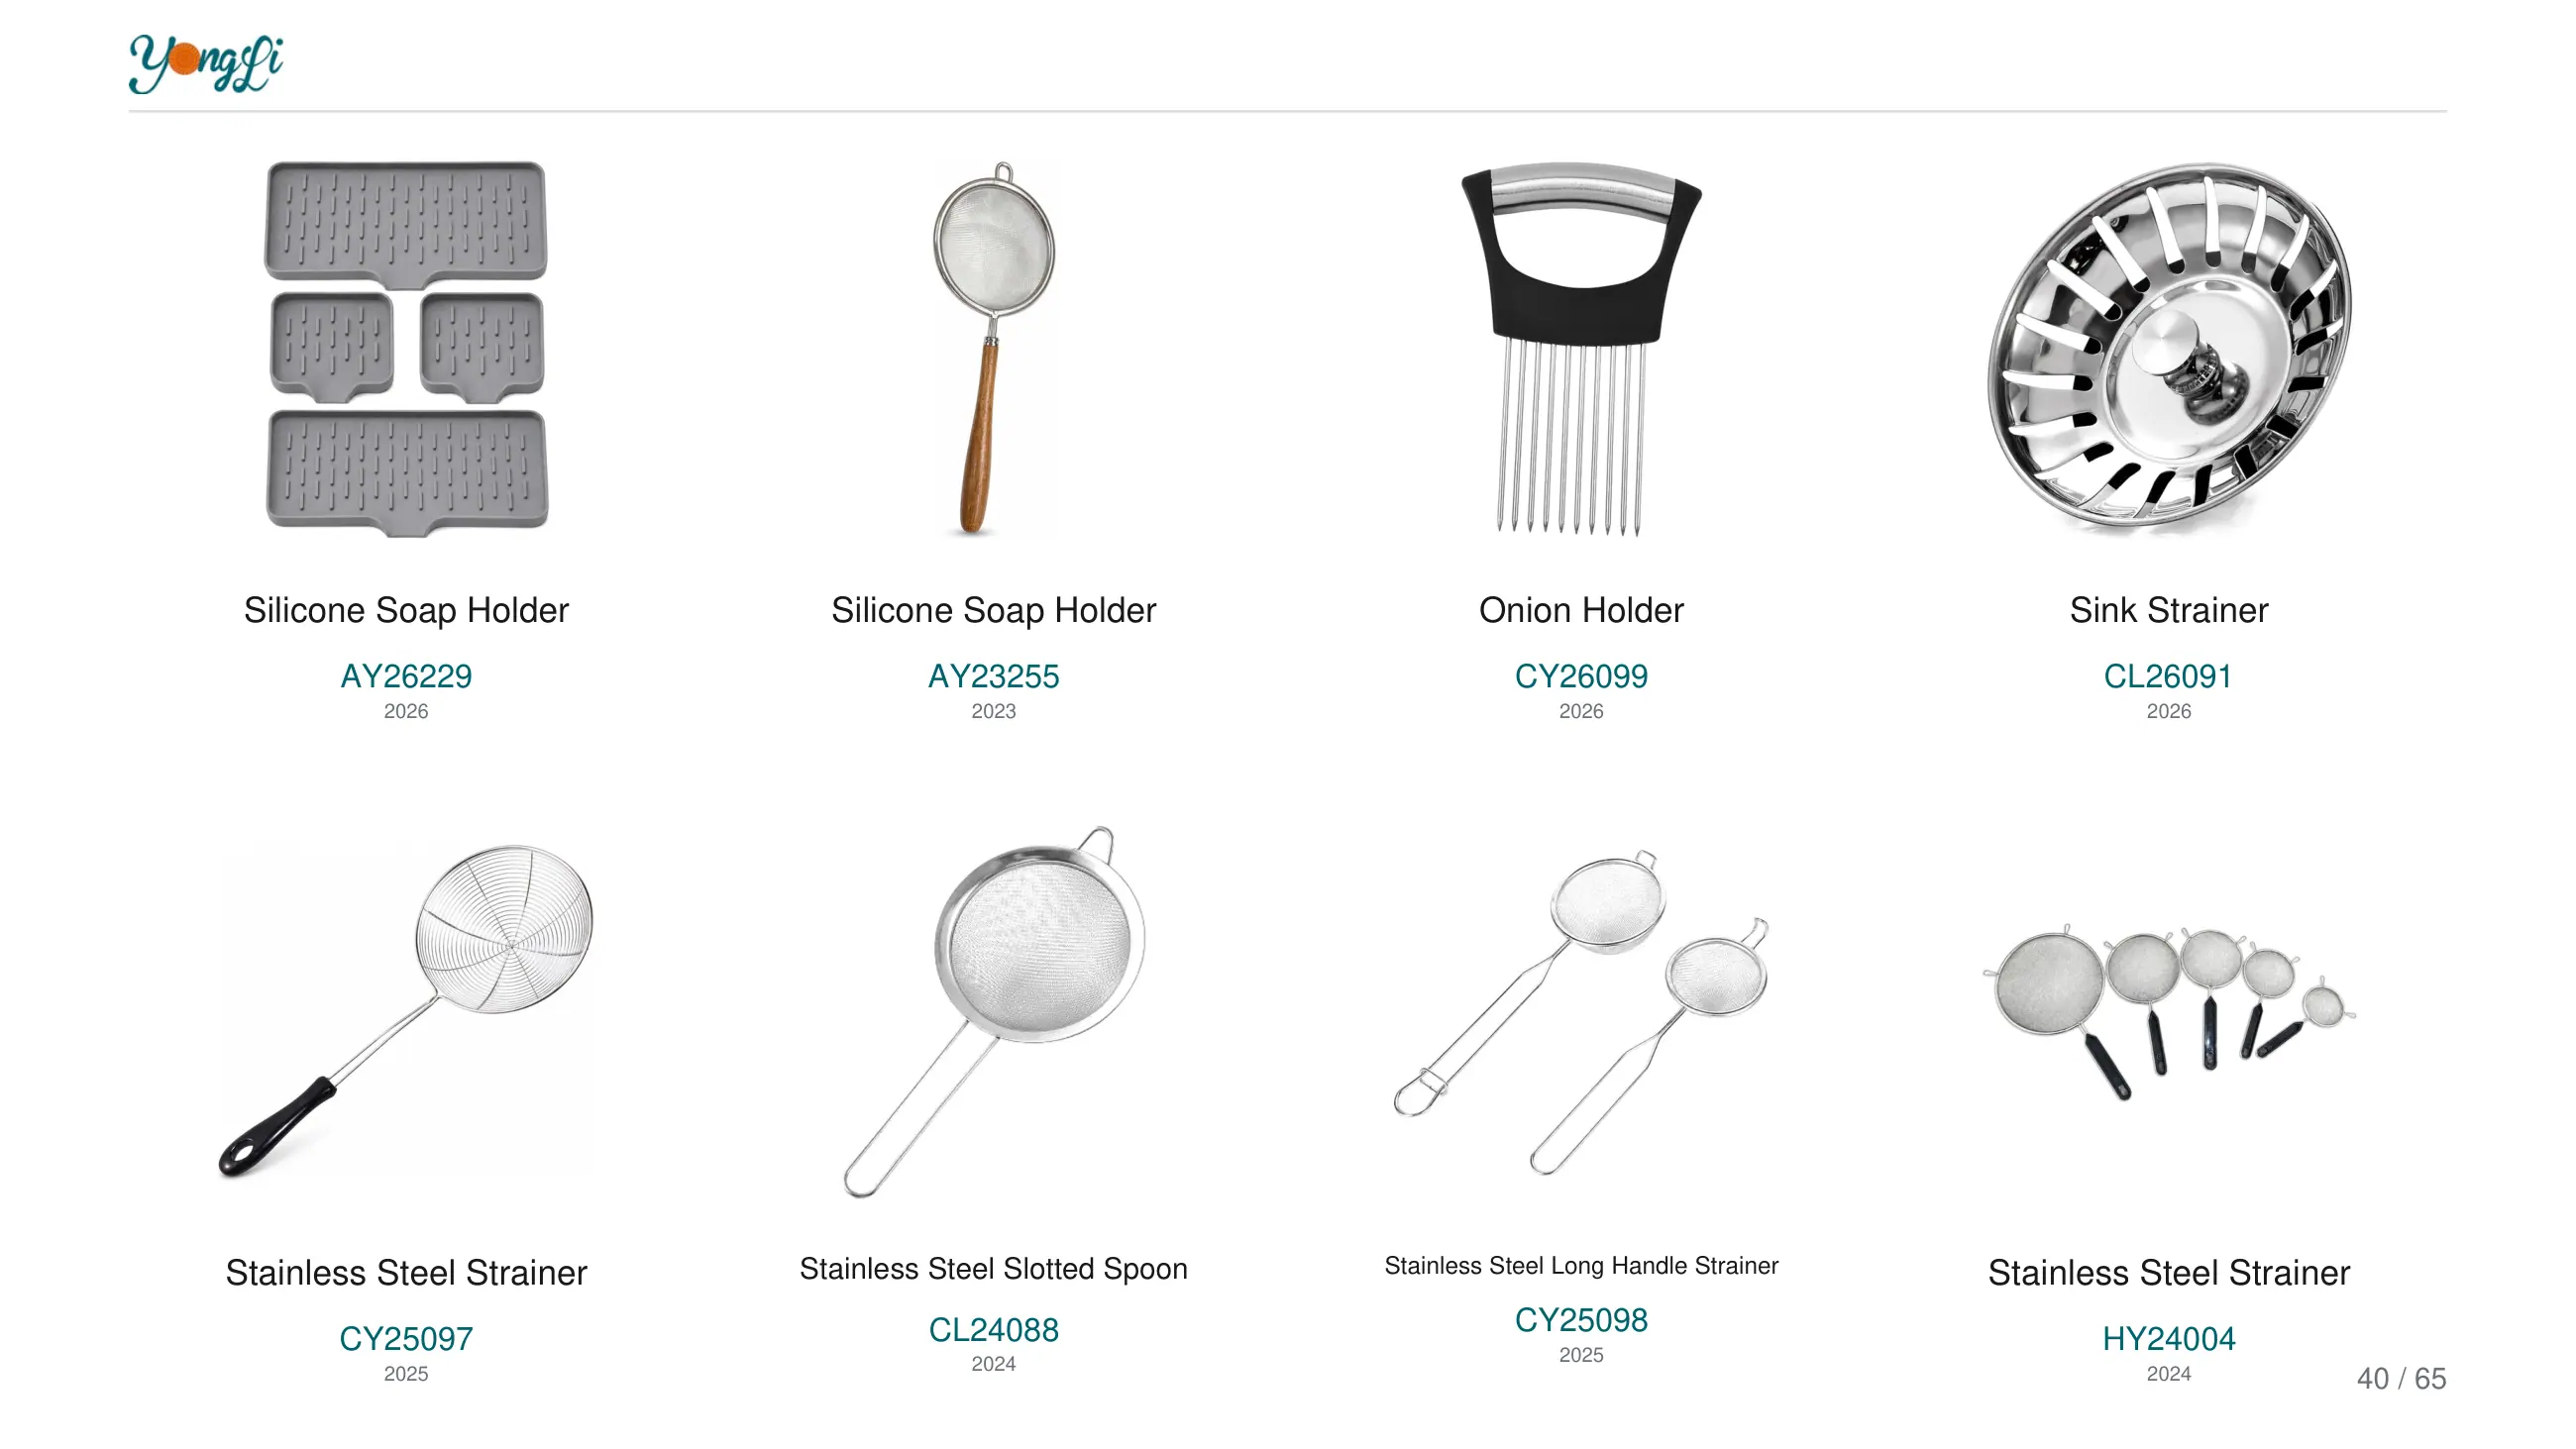 YongLi
Silicone Soap Holder
AY26229
2026
Silicone Soap Holder
AY23255
2023
Onion Holder
CY26099
2026
Sink Strainer
CL26091
2026
Stainless Steel Strainer
CY25097
2025
Stainless Steel Slotted Spoon
CL24088
2024
Stainless Steel Long Handle Strainer
CY25098
2025
Stainless Steel Strainer
HY24004
2024
40 / 65